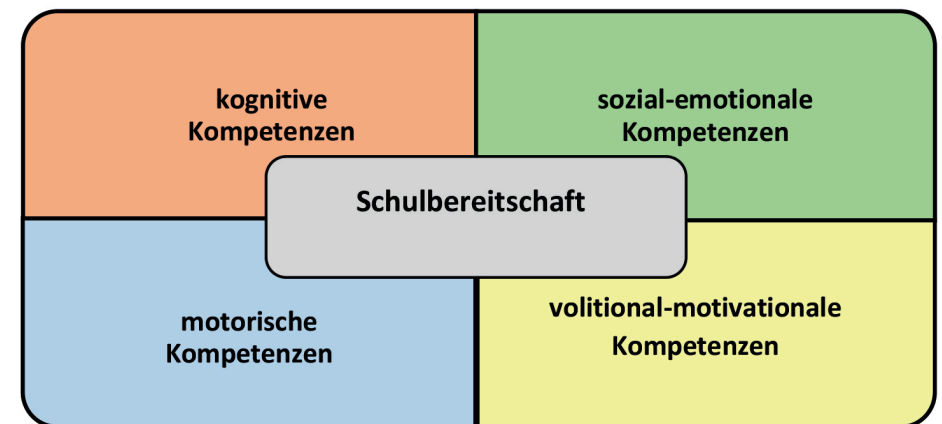 kognitive
Kompetenzen
sozial-emotionale
Kompetenzen
Schulbereitschaft
motorische
Kompetenzen
volitional-motivationale
Kompetenzen